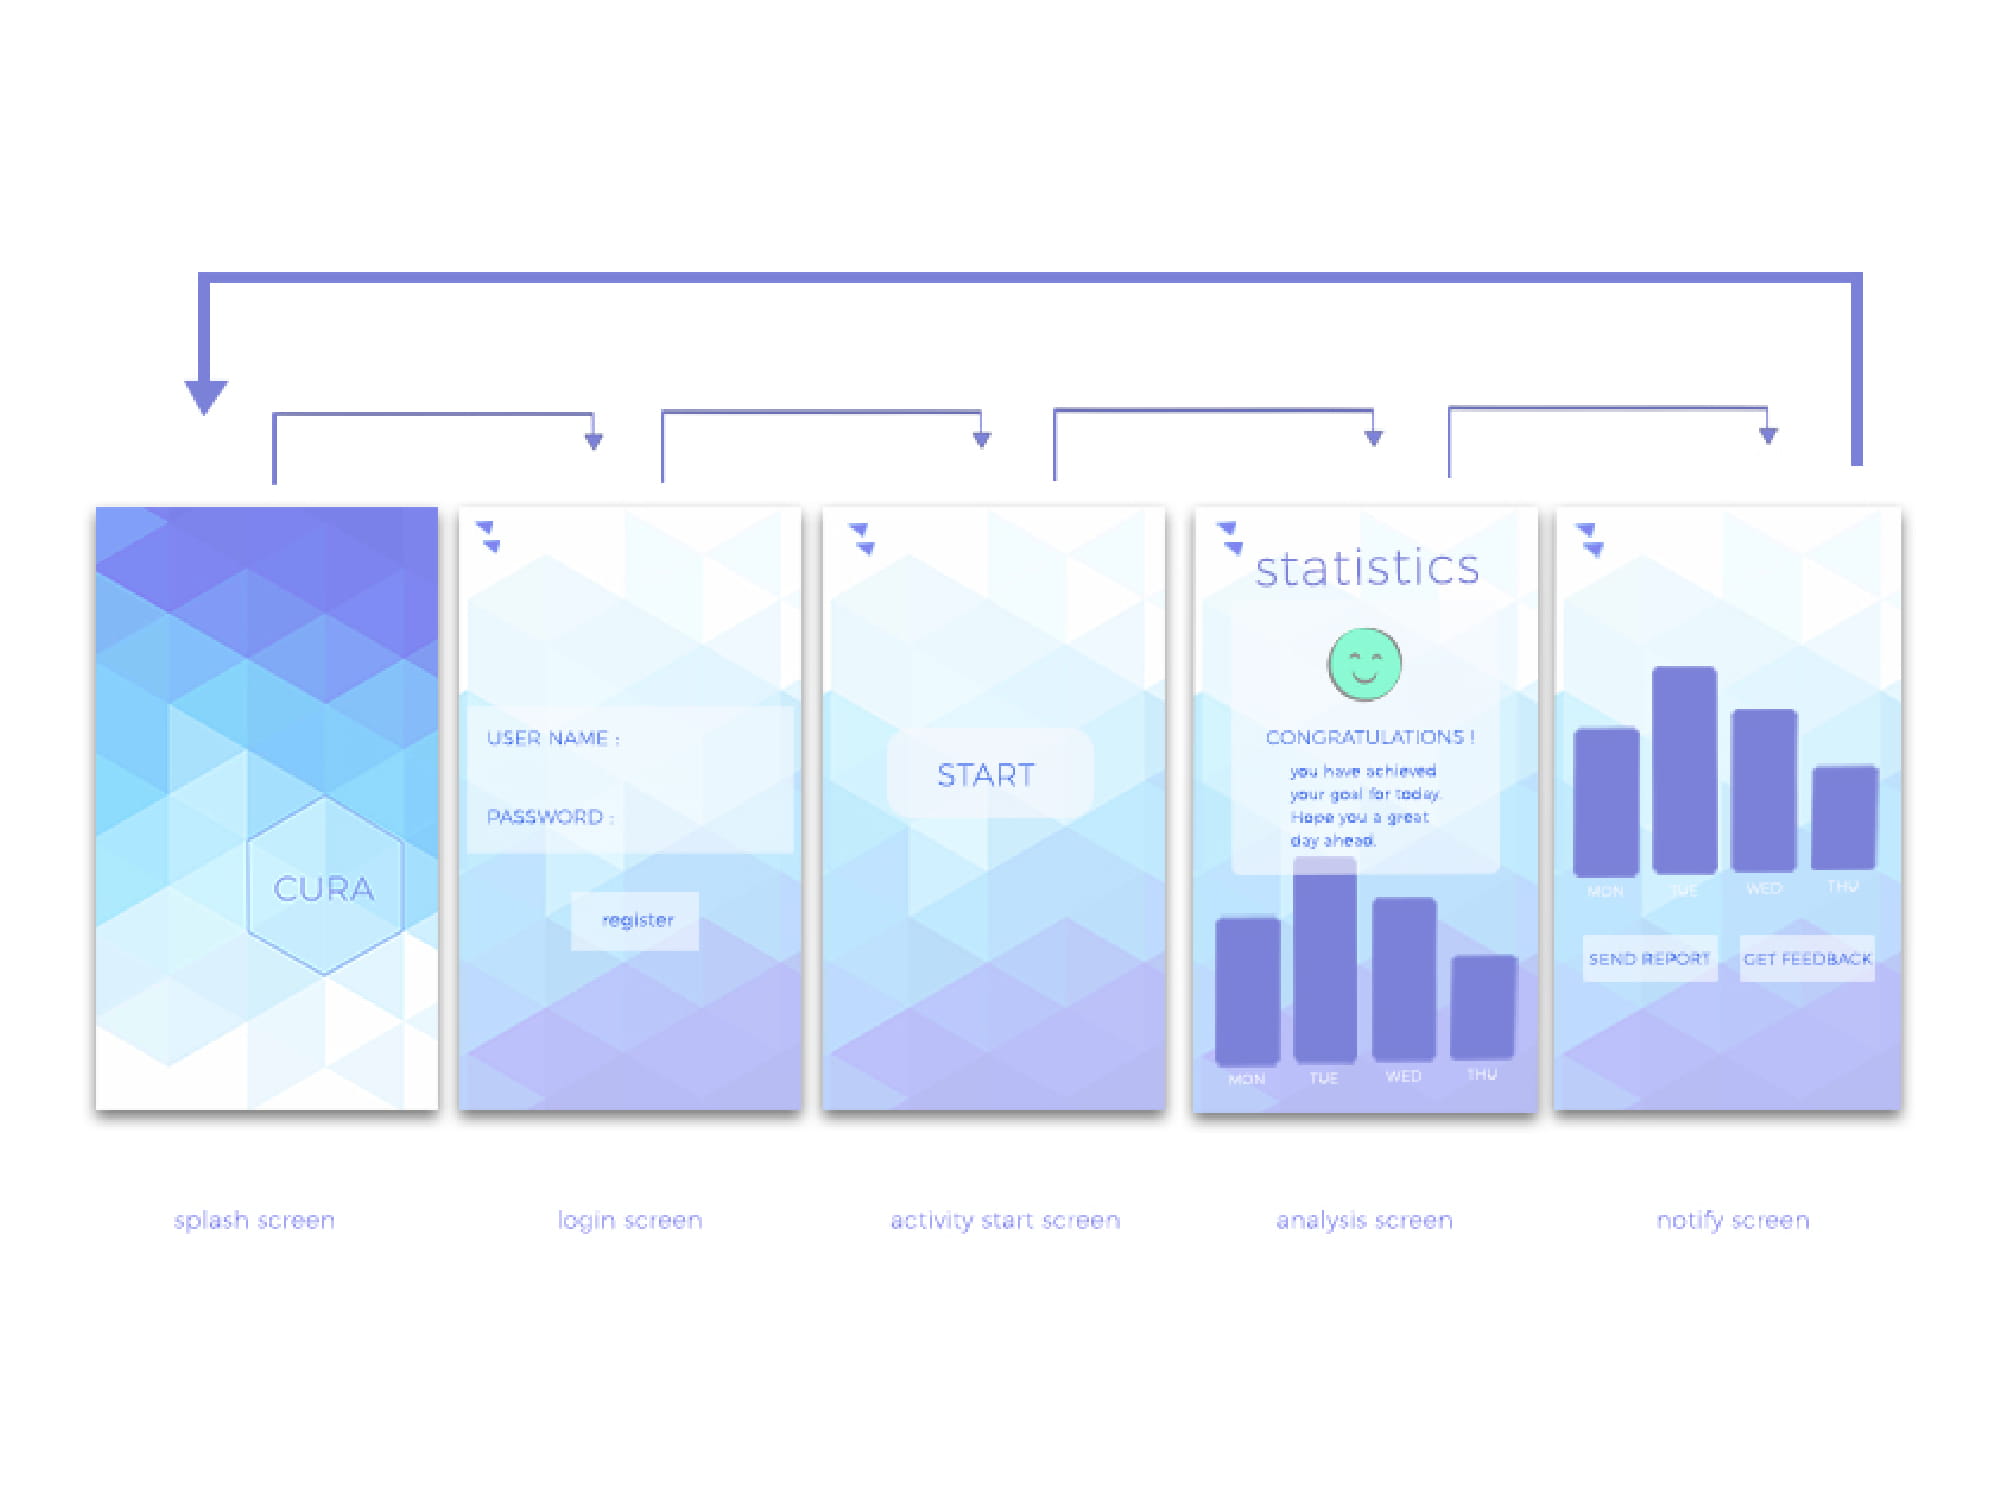 CURA
USER NAME :
PASSWORD :
register
START
statistics
CONGRATULATIONS !
you have achieved
your goal for today.
Hope you a great
day ahead.
MON TUE WED THU
MON TUE WED THU
SEND REPORT GET FEEDBACK
splash screen
login screen
activity start screen
analysis screen
notify screen